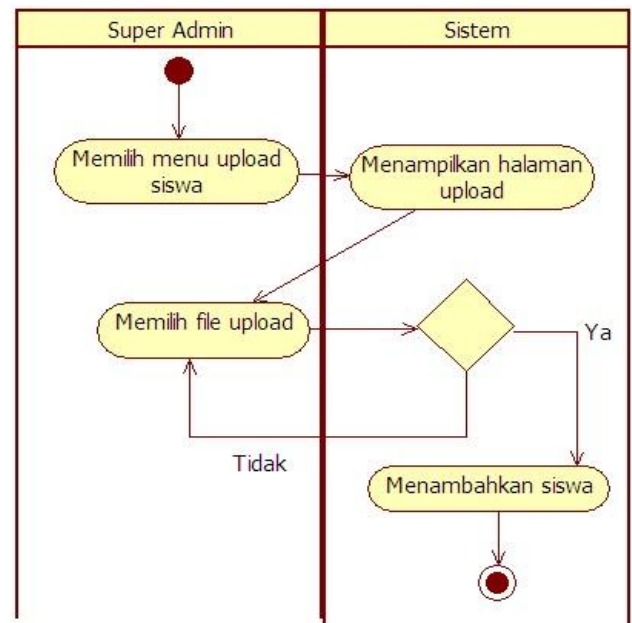 Super Admin
Sistem
Memilih menu upload
siswa
Menampilkan halaman
upload
Memilih file upload
Ya
Tidak
Menambahkan siswa